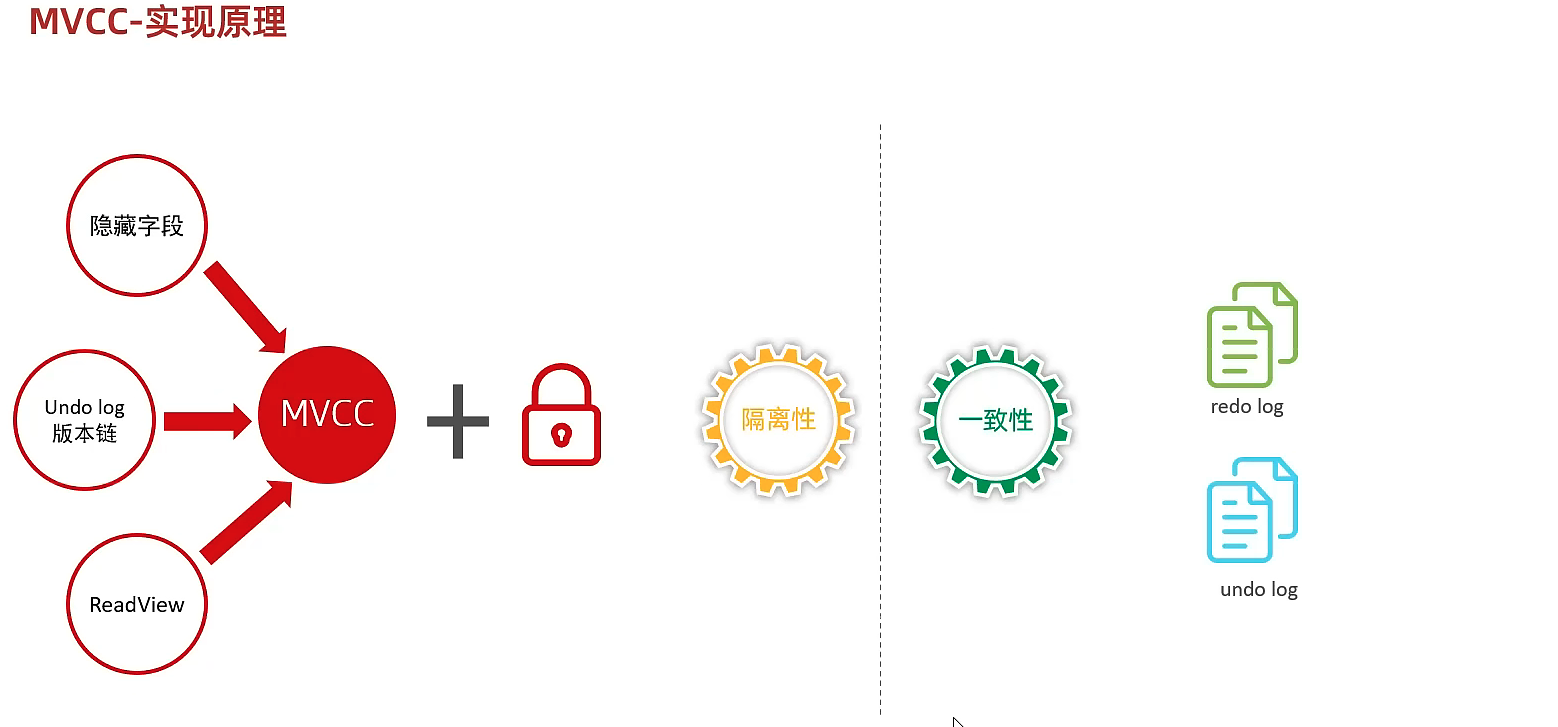 MVCC-实现原理
隐藏字段
Undo log
版本链
ReadView
MVCC
隔离性
一致性
redo log
undo log